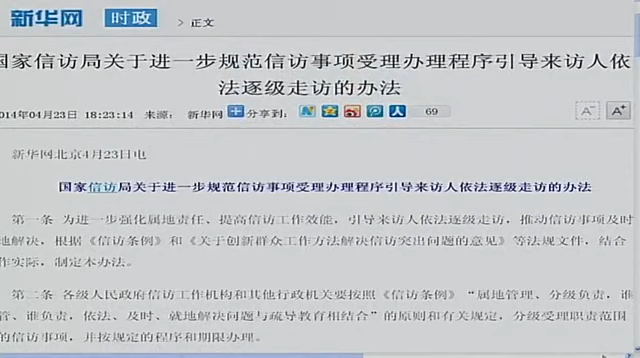 新华网 时政 > 正文
国家信访局关于进一步规范信访事项受理办理程序引导来访人依
法逐级走访的办法
2014年04月23日 18:23:14 来源: 新华网 分享到: 69 A- A+
新华网北京4月23日电
国家信访局关于进一步规范信访事项受理办理程序引导来访人依法逐级走访的办法
第一条 为进一步强化属地责任、提高信访工作效能，引导来访人依法逐级走访，推动信访事项及时
地解决，根据《信访条例》和《关于创新群众工作方法解决信访突出问题的意见》等法规文件，结合
作实际，制定本办法。
第二条 各级人民政府信访工作机构和其他行政机关要按照《信访条例》“属地管理、分级负责，谁
管、谁负责，依法、及时、就地解决问题与疏导教育相结合”的原则和有关规定，分级受理职责范围
的信访事项，并按规定的程序和期限办理。